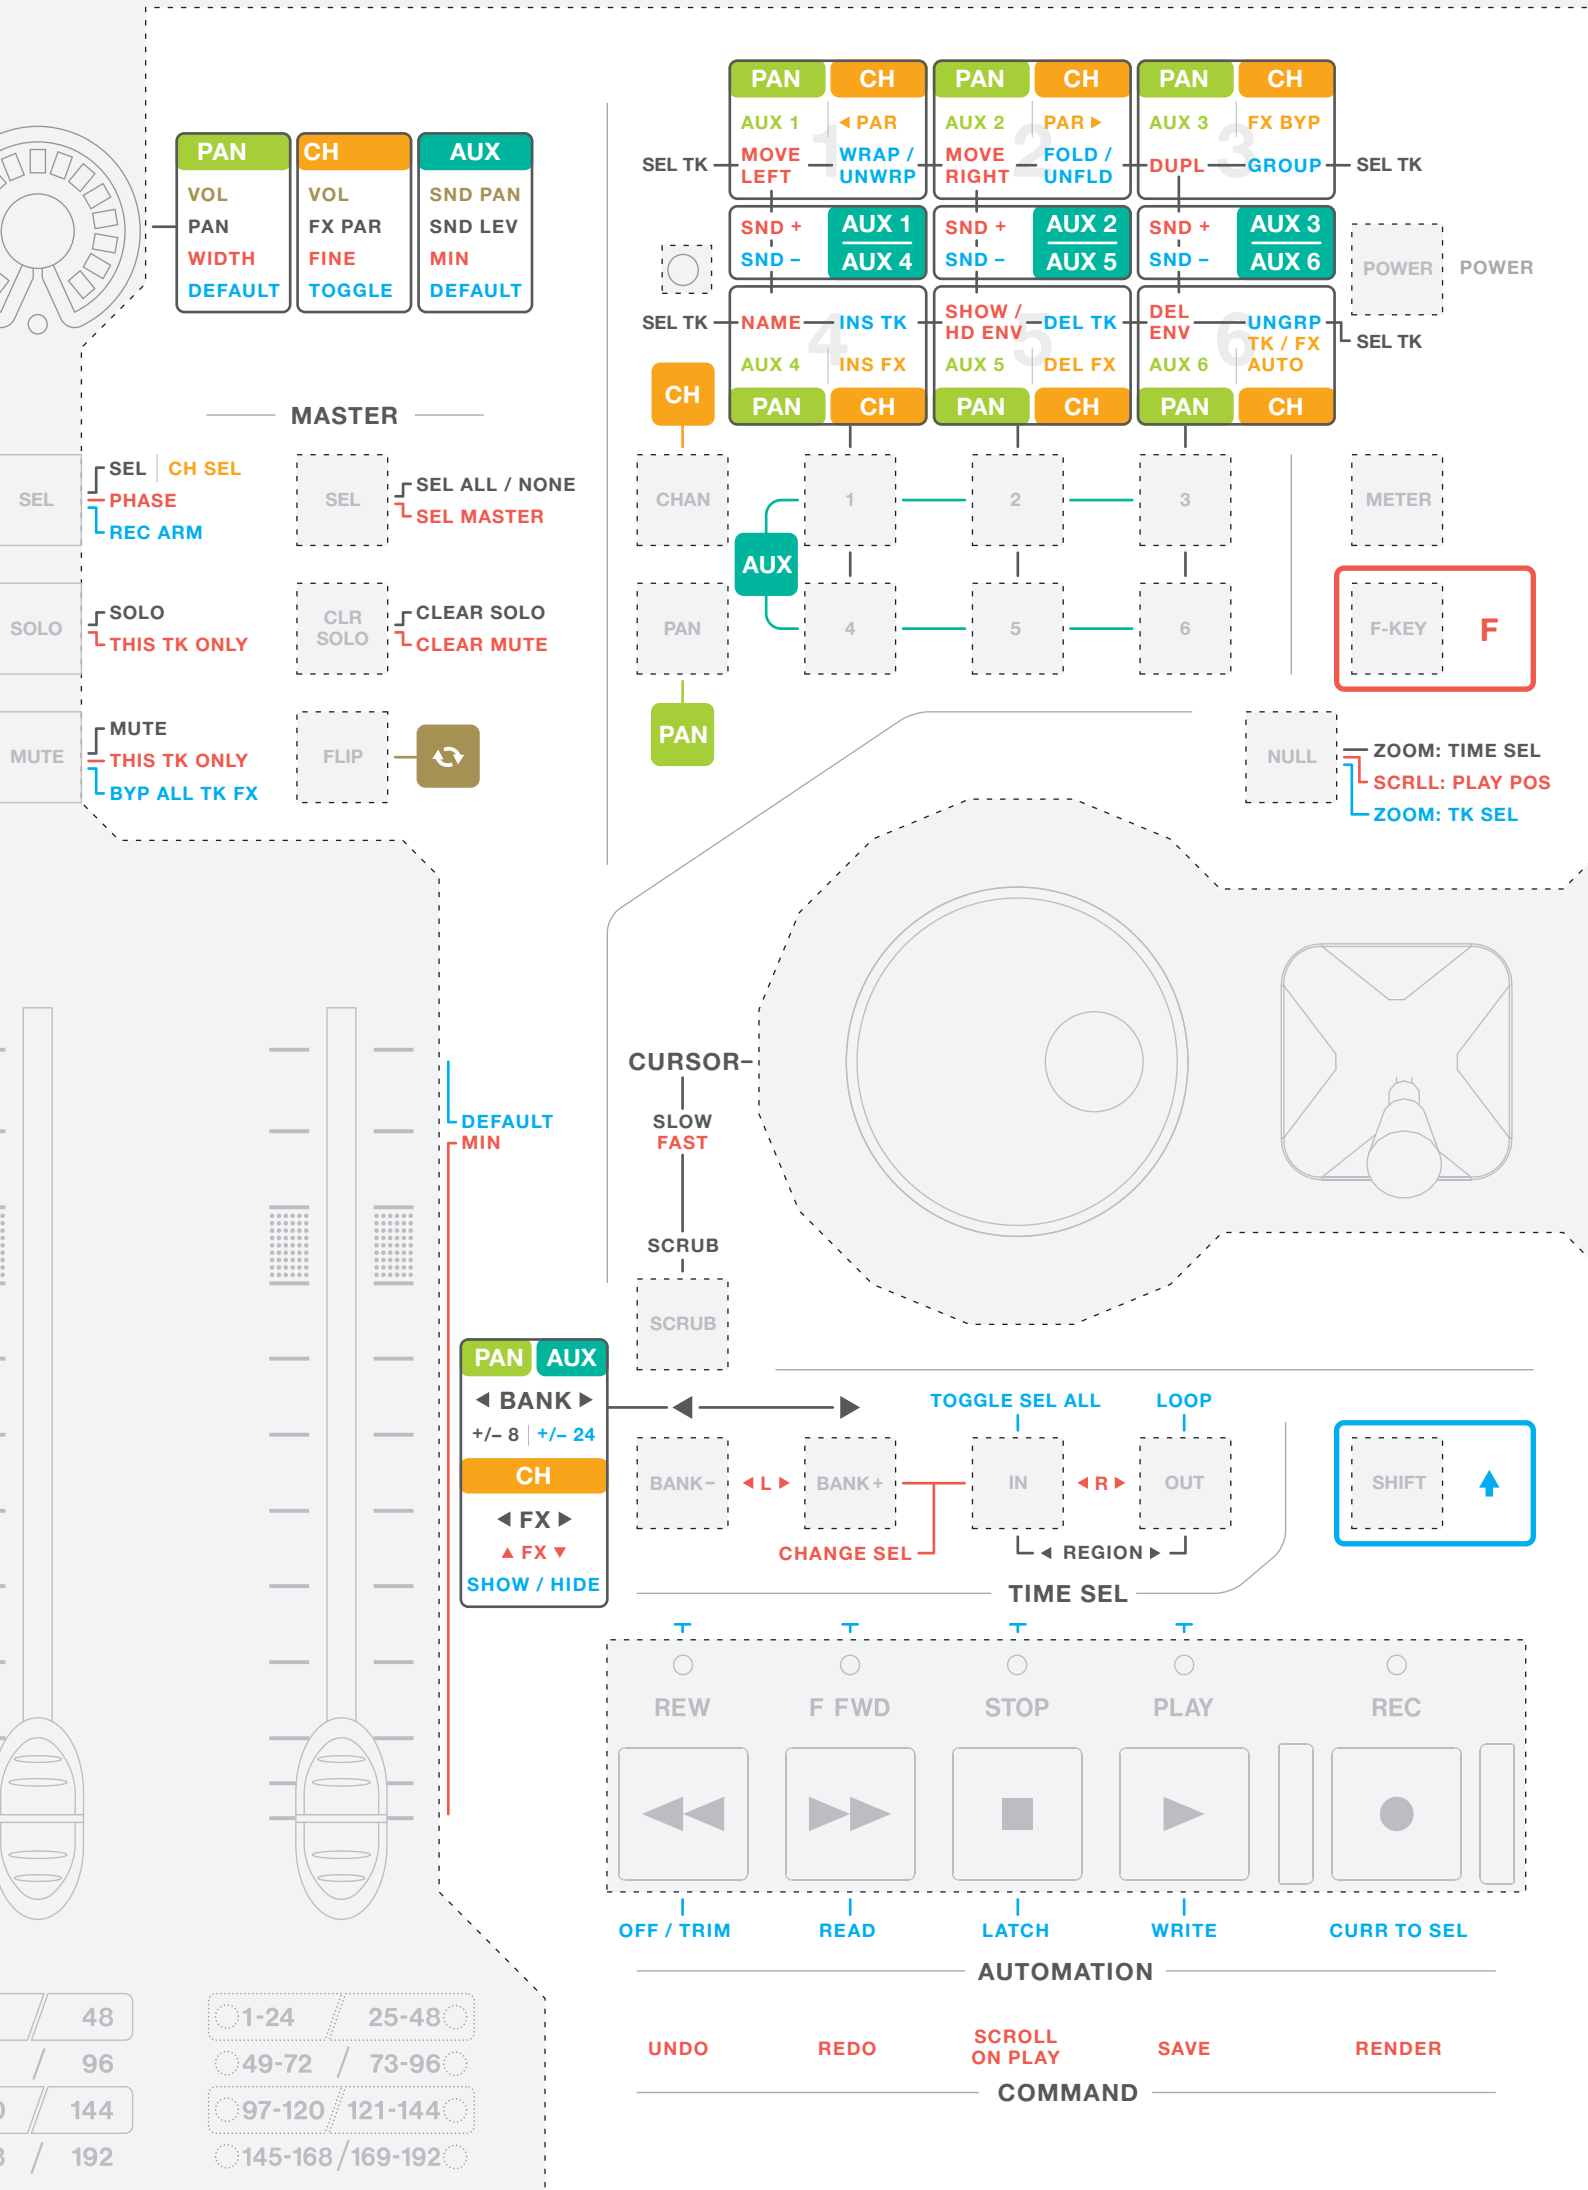 PAN CH PAN CH PAN CH
AUX 1 ◀ PAR AUX 2 PAR ▶ AUX 3 FX BYP
1 2 3
SEL TK MOVE LEFT WRAP / UNWRP MOVE RIGHT FOLD / UNFLD DUPL GROUP SEL TK
SND + AUX 1 SND + AUX 2 SND + AUX 3
SND – AUX 4 SND – AUX 5 SND – AUX 6
POWER POWER
SEL TK NAME INS TK SHOW / HD ENV DEL TK DEL ENV UNGRP SEL TK
4 5 6
AUX 4 INS FX AUX 5 DEL FX AUX 6 TK / FX AUTO
PAN CH PAN CH PAN CH
PAN CH AUX
VOL VOL SND PAN
PAN FX PAR SND LEV
WIDTH FINE MIN
DEFAULT TOGGLE DEFAULT
MASTER
SEL
SEL CH SEL
PHASE
REC ARM
SEL
SEL ALL / NONE
SEL MASTER
SOLO
SOLO
THIS TK ONLY
CLR
SOLO
CLEAR SOLO
CLEAR MUTE
MUTE
MUTE
THIS TK ONLY
BYP ALL TK FX
FLIP
CH
CHAN 1 2 3
AUX
PAN 4 5 6
PAN
METER
F-KEY F
NULL
ZOOM: TIME SEL
SCRLL: PLAY POS
ZOOM: TK SEL
CURSOR
SLOW
FAST
SCRUB
SCRUB
DEFAULT
MIN
PAN AUX
◀ BANK ▶
+/– 8 +/– 24
CH
◀ FX ▶
▲ FX ▼
SHOW / HIDE
TOGGLE SEL ALL LOOP
BANK– ◀ L ▶ BANK+ IN ◀ R ▶ OUT
SHIFT
CHANGE SEL ◀ REGION ▶
TIME SEL
REW F FWD STOP PLAY REC
OFF / TRIM READ LATCH WRITE CURR TO SEL
AUTOMATION
UNDO REDO SCROLL ON PLAY SAVE RENDER
COMMAND
/ 48 1-24 / 25-48
/ 96 49-72 / 73-96
/ 144 97-120 / 121-144
/ 192 145-168 / 169-192